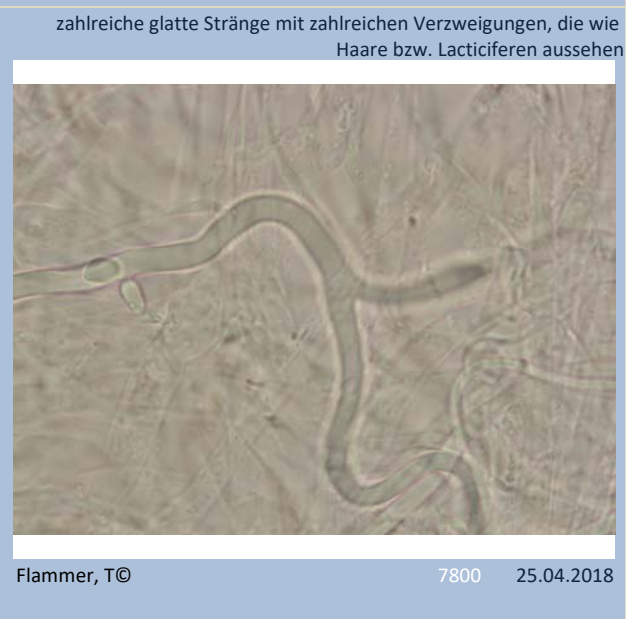 zahlreiche glatte Stränge mit zahlreichen Verzweigungen, die wie
Haare bzw. Lacticiferen aussehen
Flammer, T© 7800 25.04.2018